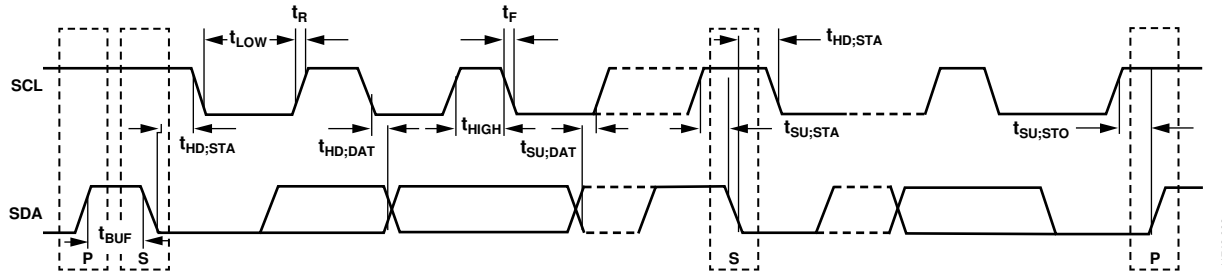 tR
tF
tLOW
tHD;STA
SCL
tHD;STA
tHD;DAT
tHIGH
tSU;DAT
tSU;STA
tSU;STO
SDA
tBUF
P
S
S
P